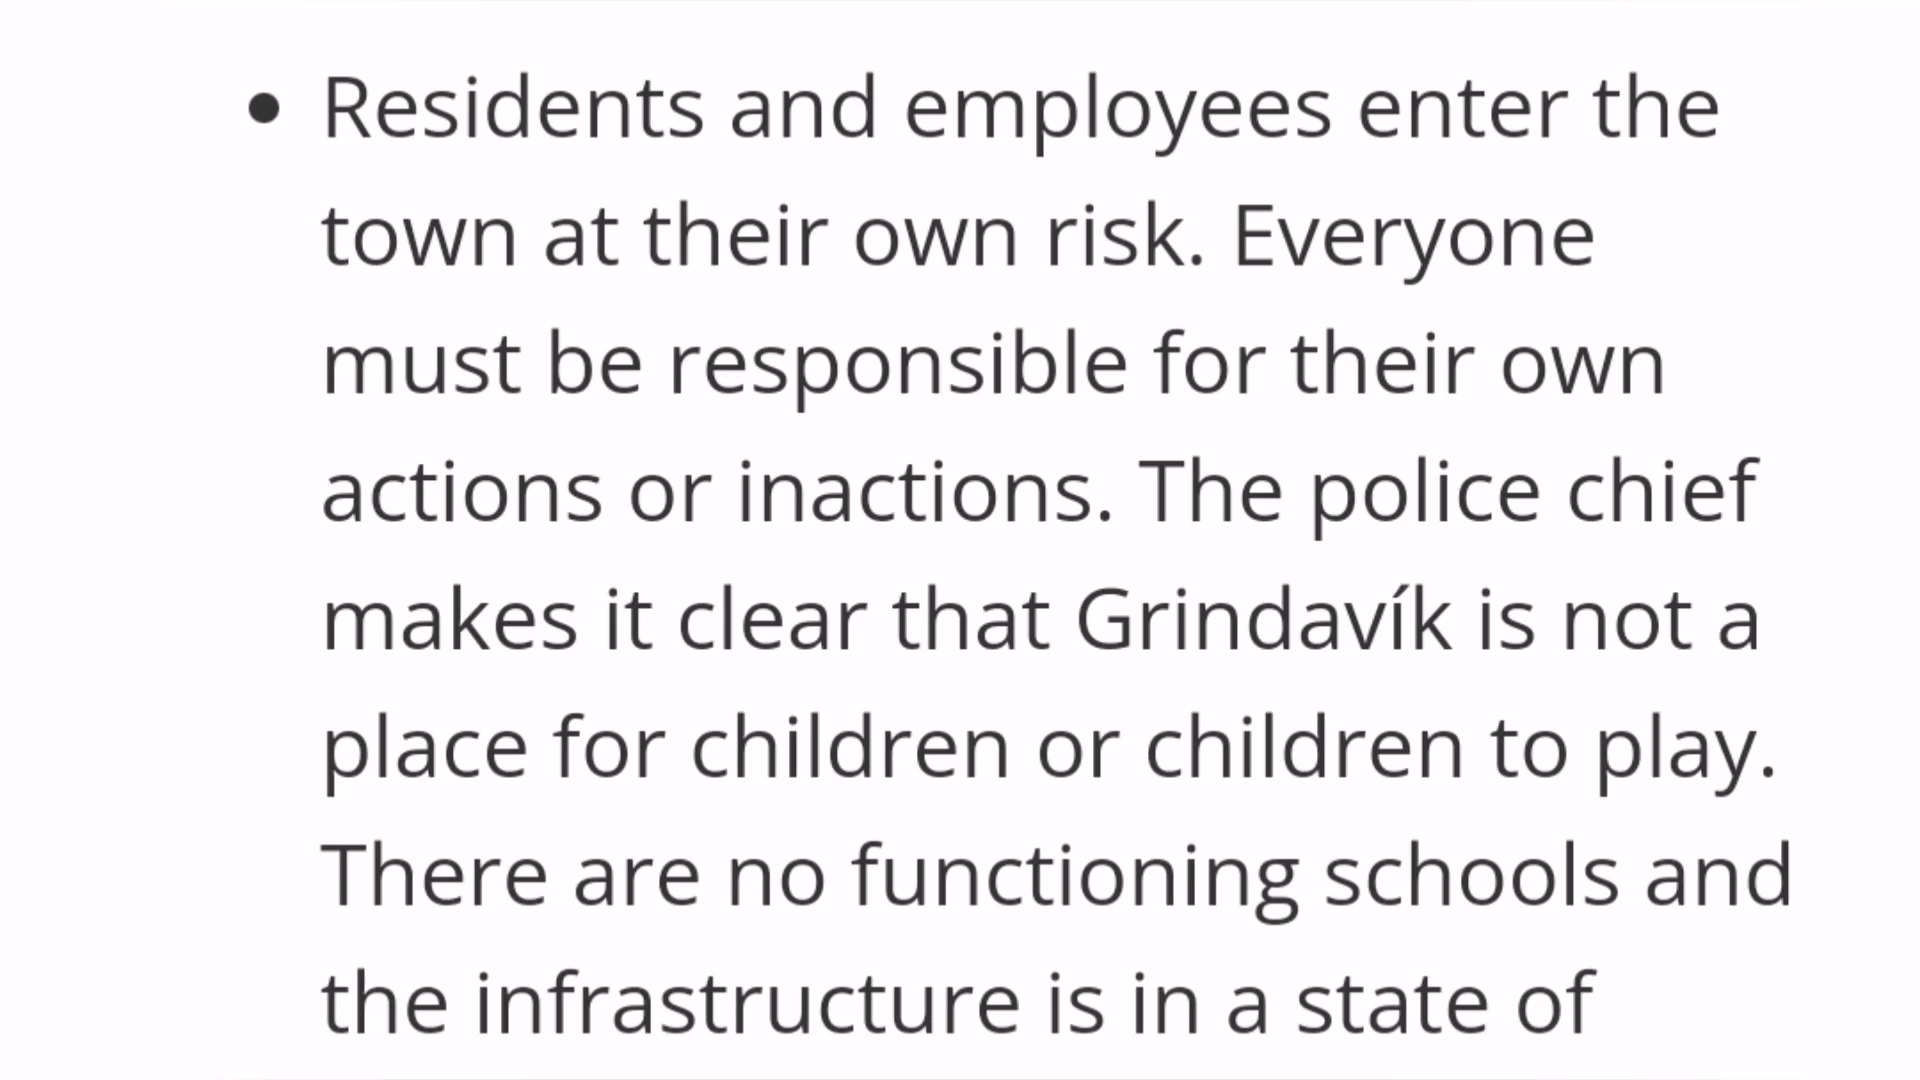 • Residents and employees enter the
town at their own risk. Everyone
must be responsible for their own
actions or inactions. The police chief
makes it clear that Grindavík is not a
place for children or children to play.
There are no functioning schools and
the infrastructure is in a state of